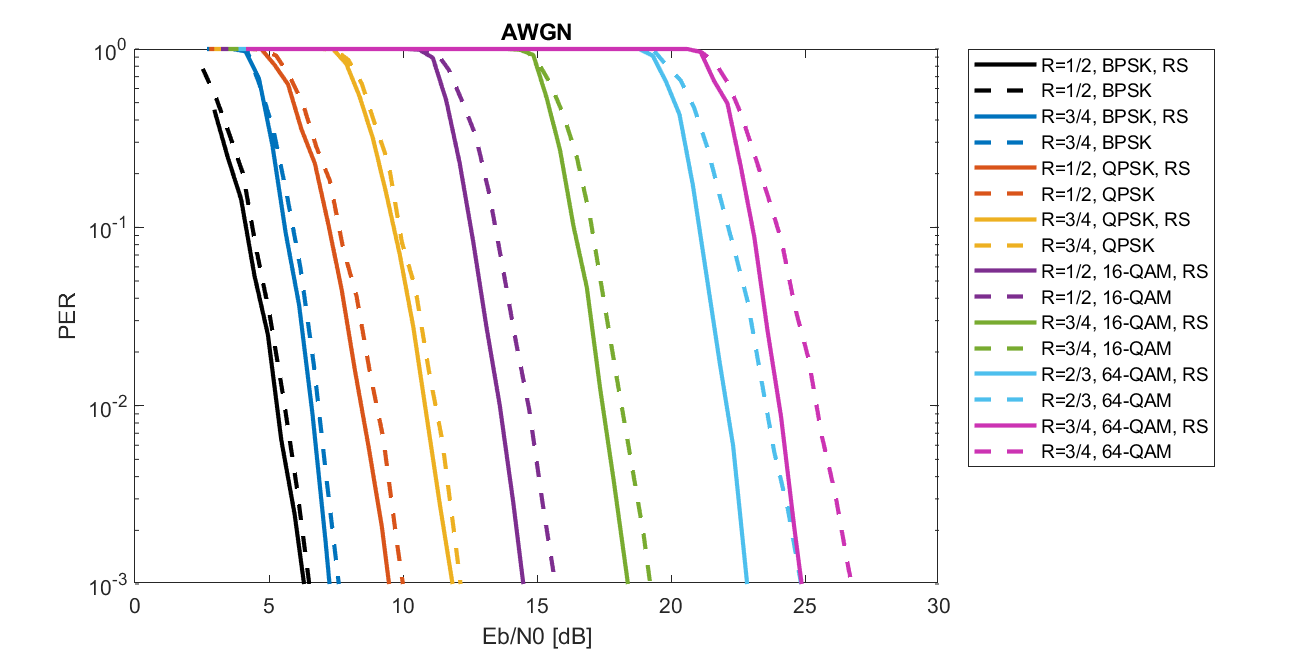 AWGN
10^0
10^-1
10^-2
10^-3
PER
0 5 10 15 20 25 30
Eb/N0 [dB]
R=1/2, BPSK, RS
R=1/2, BPSK
R=3/4, BPSK, RS
R=3/4, BPSK
R=1/2, QPSK, RS
R=1/2, QPSK
R=3/4, QPSK, RS
R=3/4, QPSK
R=1/2, 16-QAM, RS
R=1/2, 16-QAM
R=3/4, 16-QAM, RS
R=3/4, 16-QAM
R=2/3, 64-QAM, RS
R=2/3, 64-QAM
R=3/4, 64-QAM, RS
R=3/4, 64-QAM